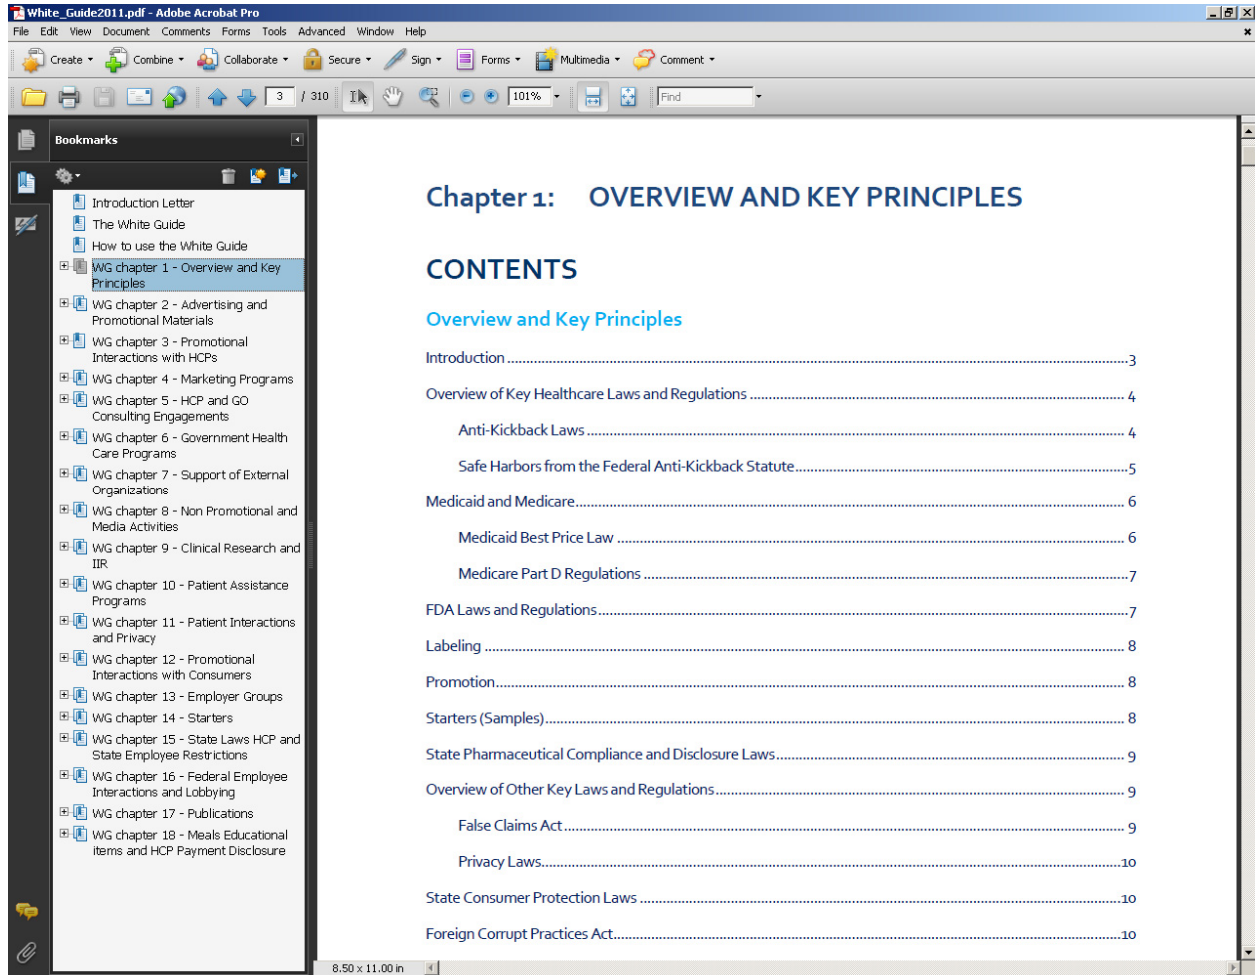 White_Guide2011.pdf - Adobe Acrobat Pro
File Edit View Document Comments Forms Tools Advanced Window Help
Create Combine Collaborate Secure Sign Forms Multimedia Comment
3 / 310 101% Find
Bookmarks
Introduction Letter
The White Guide
How to use the White Guide
WG chapter 1 - Overview and Key
Principles
WG chapter 2 - Advertising and
Promotional Materials
WG chapter 3 - Promotional
Interactions with HCPs
WG chapter 4 - Marketing Programs
WG chapter 5 - HCP and GO
Consulting Engagements
WG chapter 6 - Government Health
Care Programs
WG chapter 7 - Support of External
Organizations
WG chapter 8 - Non Promotional and
Media Activities
WG chapter 9 - Clinical Research and
IIR
WG chapter 10 - Patient Assistance
Programs
WG chapter 11 - Patient Interactions
and Privacy
WG chapter 12 - Promotional
Interactions with Consumers
WG chapter 13 - Employer Groups
WG chapter 14 - Starters
WG chapter 15 - State Laws HCP and
State Employee Restrictions
WG chapter 16 - Federal Employee
Interactions and Lobbying
WG chapter 17 - Publications
WG chapter 18 - Meals Educational
items and HCP Payment Disclosure
Chapter 1: OVERVIEW AND KEY PRINCIPLES
CONTENTS
Overview and Key Principles
Introduction 3
Overview of Key Healthcare Laws and Regulations 4
Anti-Kickback Laws 4
Safe Harbors from the Federal Anti-Kickback Statute 5
Medicaid and Medicare 6
Medicaid Best Price Law 6
Medicare Part D Regulations 7
FDA Laws and Regulations 7
Labeling 8
Promotion 8
Starters (Samples) 8
State Pharmaceutical Compliance and Disclosure Laws 9
Overview of Other Key Laws and Regulations 9
False Claims Act 9
Privacy Laws 10
State Consumer Protection Laws 10
Foreign Corrupt Practices Act 10
8.50 x 11.00 in